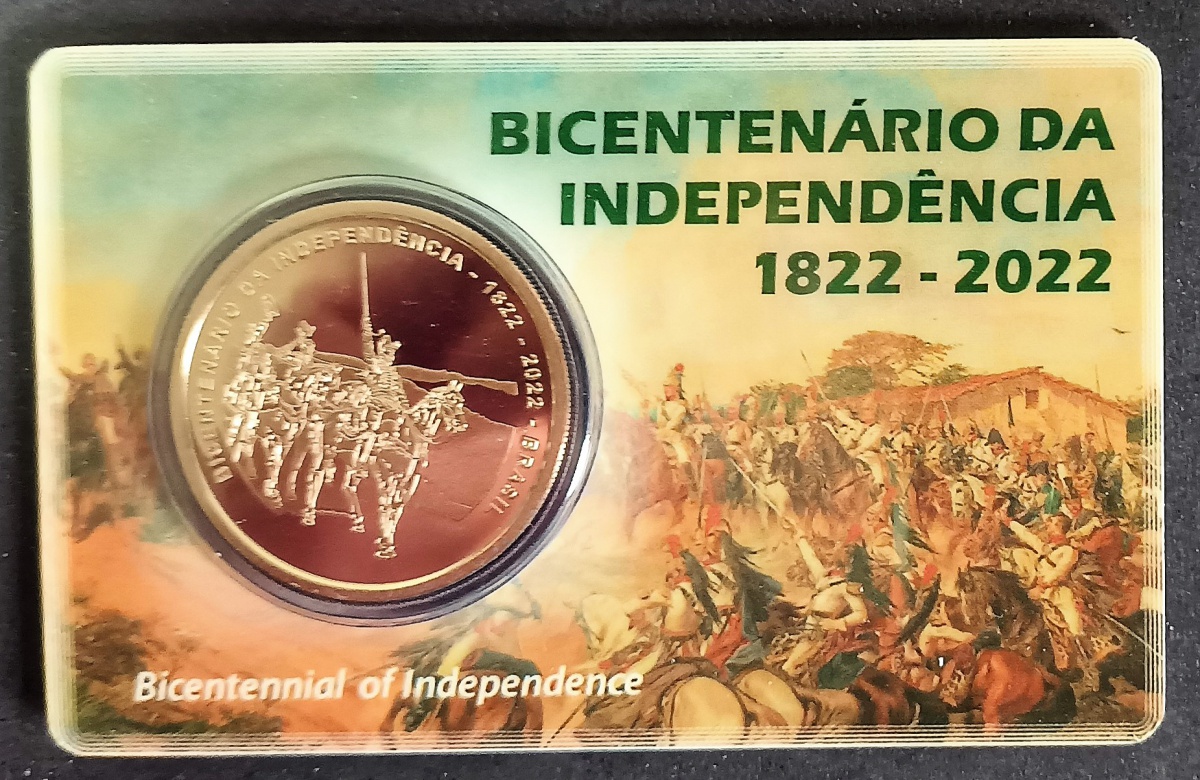 BICENTENÁRIO DA
INDEPENDÊNCIA
1822 - 2022
BICENTENÁRIO DA INDEPENDÊNCIA - 1822 - 2022 - BRASIL
Bicentennial of Independence